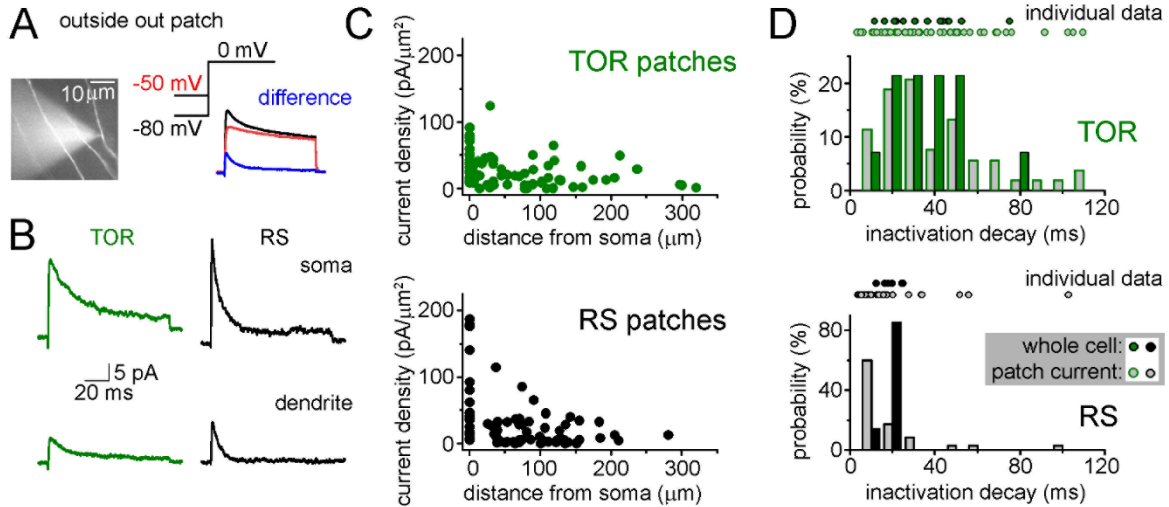 A
outside out patch
10 μm
0 mV
-50 mV
-80 mV
difference
B
TOR
RS
soma
5 pA
20 ms
dendrite
C
TOR patches
current density (pA/μm²)
200
100
0
0
100
200
300
distance from soma (μm)
RS patches
current density (pA/μm²)
200
100
0
0
100
200
300
distance from soma (μm)
D
individual data
TOR
probability (%)
20
10
0
0
40
80
120
inactivation decay (ms)
individual data
whole cell:
patch current:
RS
probability (%)
80
40
0
0
40
80
120
inactivation decay (ms)